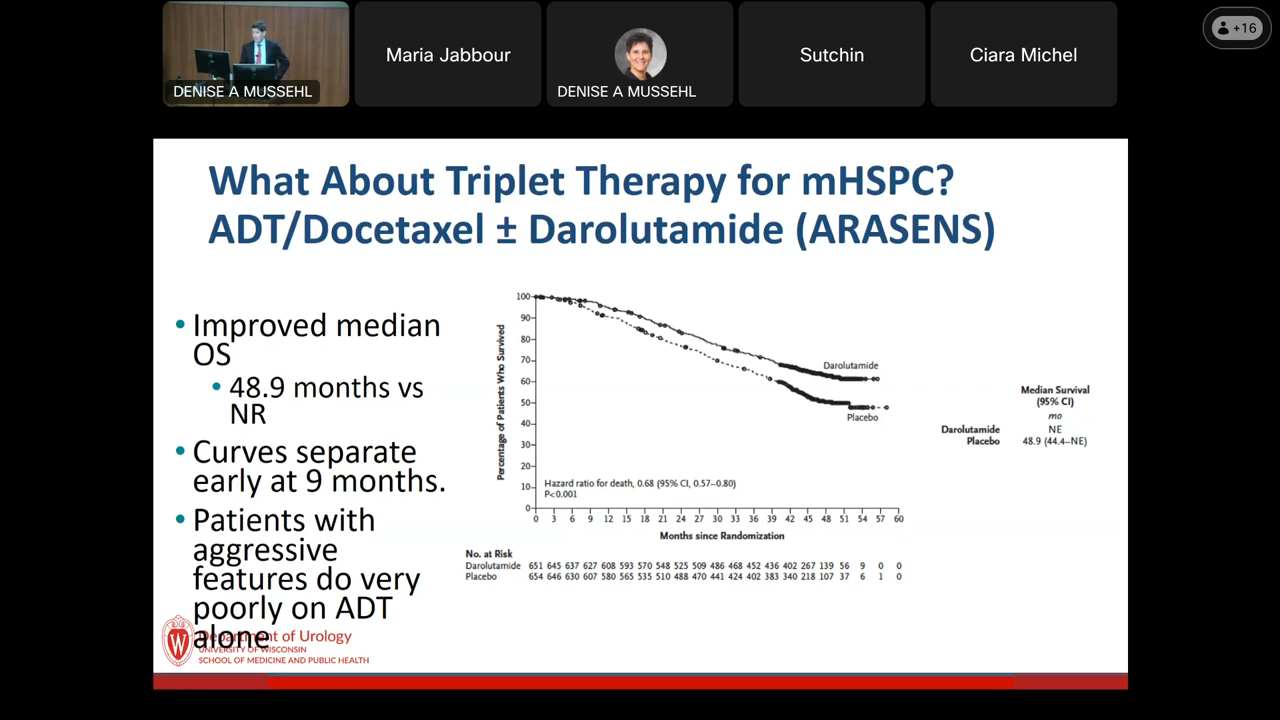 +16
DENISE A MUSSEHL
Maria Jabbour
DENISE A MUSSEHL
Sutchin
Ciara Michel
What About Triplet Therapy for mHSPC?
ADT/Docetaxel ± Darolutamide (ARASENS)
• Improved median
OS
• 48.9 months vs
NR
• Curves separate
early at 9 months.
• Patients with
aggressive
features do very
poorly on ADT
alone
Percentage of Patients Who Survived
100
90
80
70
60
50
40
30
20
10
0
Darolutamide
Placebo
Hazard ratio for death, 0.68 (95% CI, 0.57–0.80)
P<0.001
0 3 6 9 12 15 18 21 24 27 30 33 36 39 42 45 48 51 54 57 60
Months since Randomization
No. at Risk
Darolutamide 651 645 637 627 608 593 570 548 525 509 486 468 452 436 402 267 139 56 9 0 0
Placebo 654 646 630 607 580 565 535 510 488 470 441 424 402 383 340 218 107 37 6 1 0
Median Survival
(95% CI)
mo
Darolutamide NE
Placebo 48.9 (44.4–NE)
W
Department of Urology
UNIVERSITY OF WISCONSIN
SCHOOL OF MEDICINE AND PUBLIC HEALTH